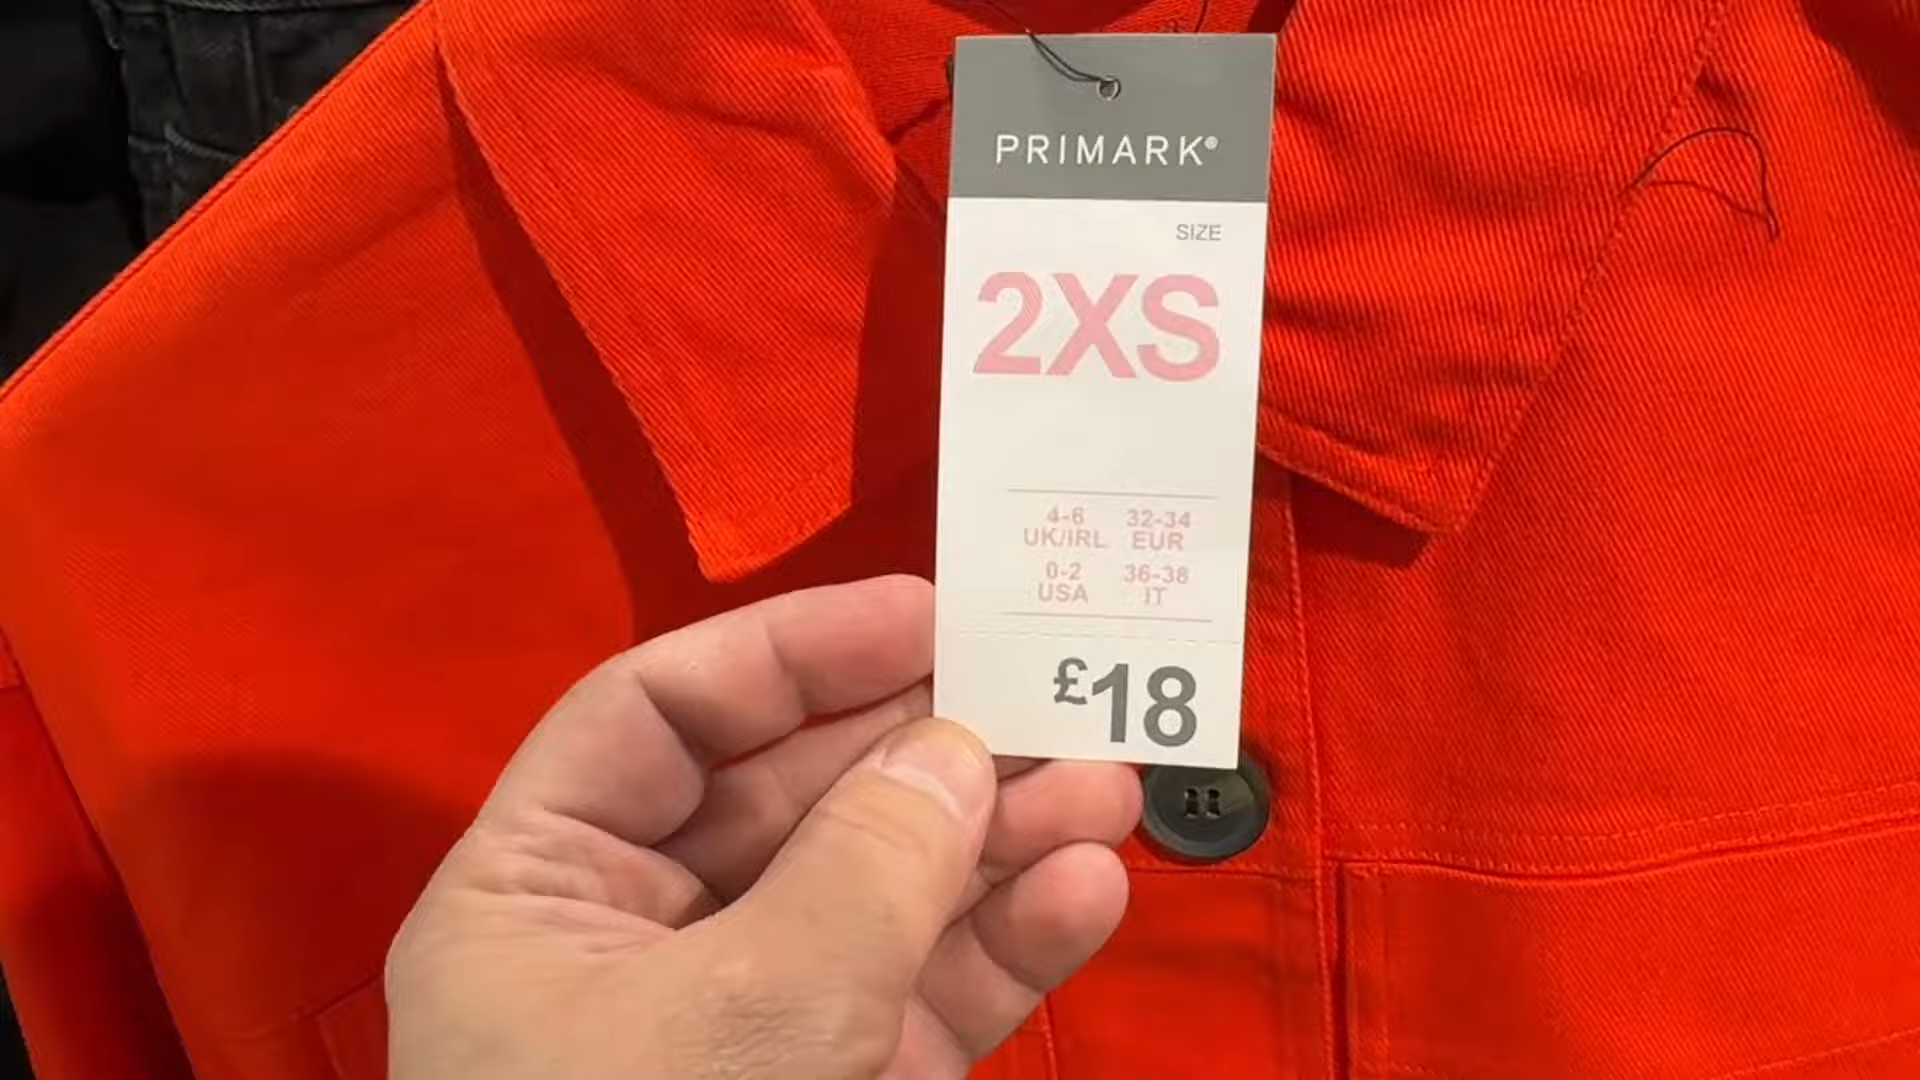 PRIMARK®
SIZE
2XS
4-6 32-34
UK/IRL EUR
0-2 36-38
USA IT
£18